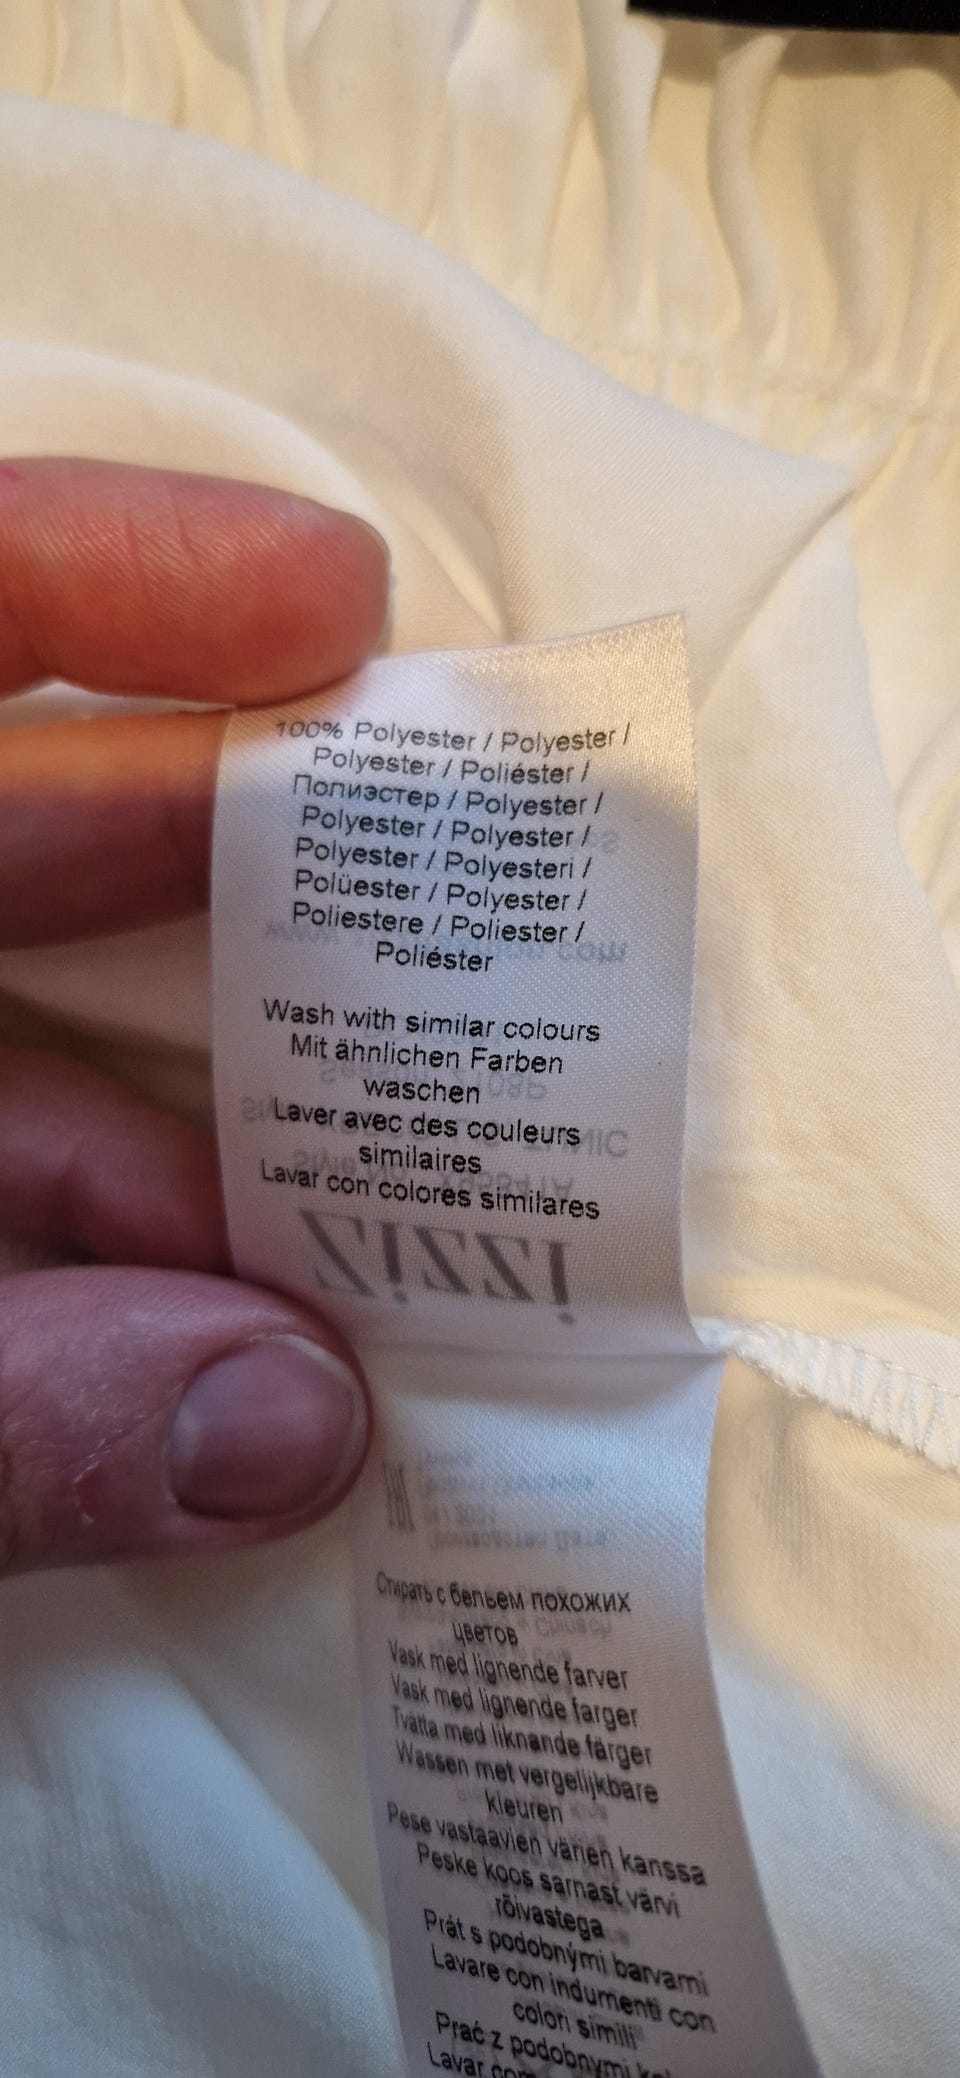 100% Polyester / Polyester /
Polyester / Poliéster /
Полиэстер / Polyester /
Polyester / Polyester /
Polyester / Polyesteri /
Polüester / Polyester /
Poliestere / Poliester /
Poliéster
Wash with similar colours
Mit ähnlichen Farben
waschen
Laver avec des couleurs
similaires
Lavar con colores similares
Стирать с бельем похожих
цветов
Vask med lignende farver
Vask med lignende farger
Tvätta med liknande färger
Wassen met vergelijkbare
kleuren
Pese vastaavien värien kanssa
Peske koos sarnast värvi
rõivastega
Prát s podobnými barvami
Lavare con indumenti con
colori simili
Prać z podobnymi
Lavar